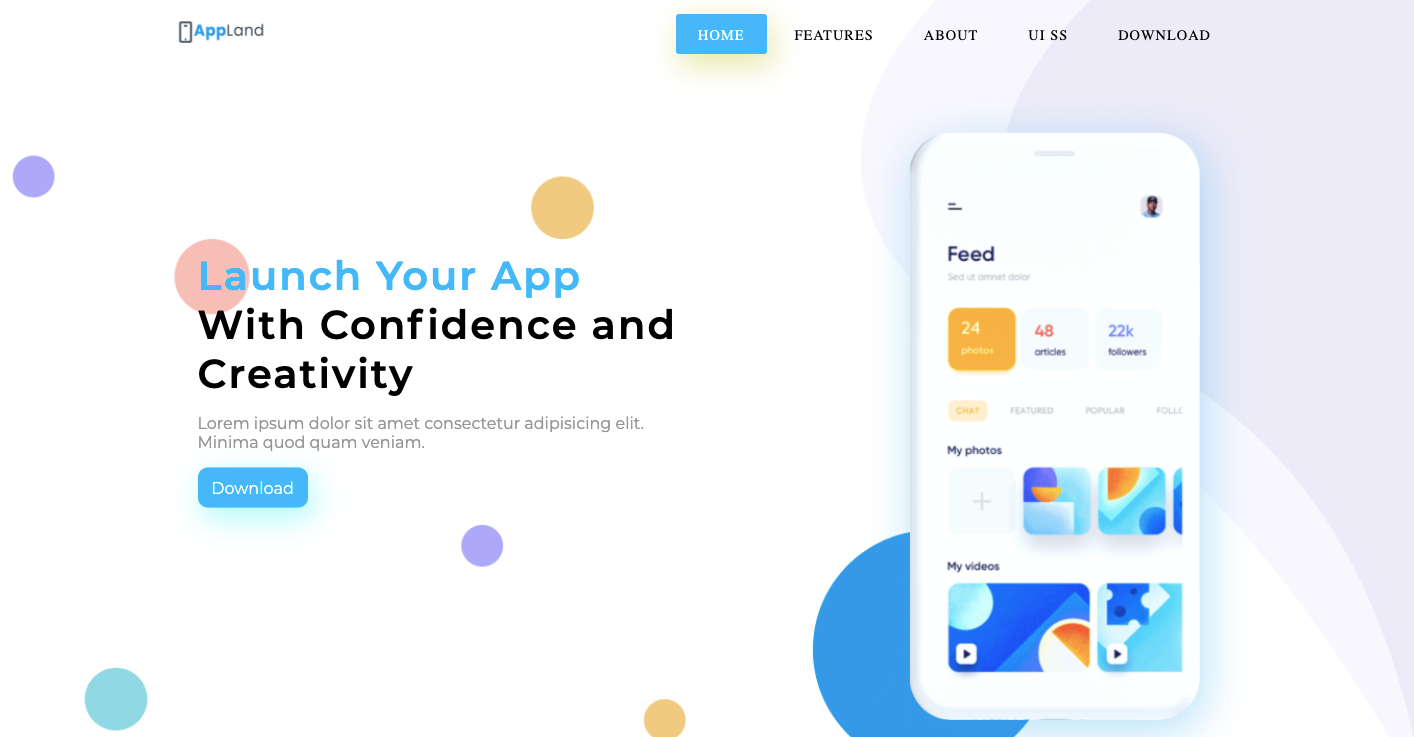 AppLand
HOME FEATURES ABOUT UI SS DOWNLOAD
Launch Your App
With Confidence and
Creativity
Lorem ipsum dolor sit amet consectetur adipisicing elit.
Minima quod quam veniam.
Download
Feed
Sed ut amnet dolor
24 48 22k
photos articles followers
CHAT FEATURED POPULAR FOLLC
My photos
My videos